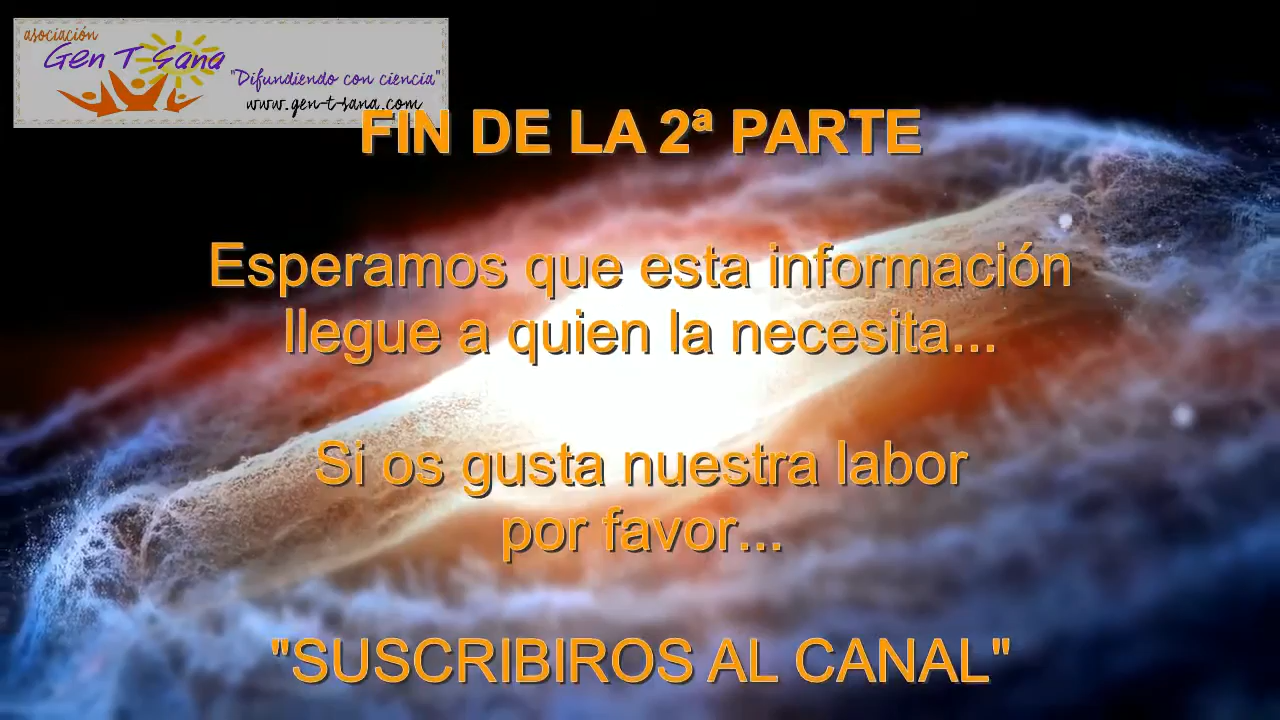 asociación
Gen T Sana
"Difundiendo con ciencia"
www.gen-t-sana.com
FIN DE LA 2ª PARTE
Esperamos que esta información
llegue a quien la necesita...
Si os gusta nuestra labor
por favor...
"SUSCRIBIROS AL CANAL"